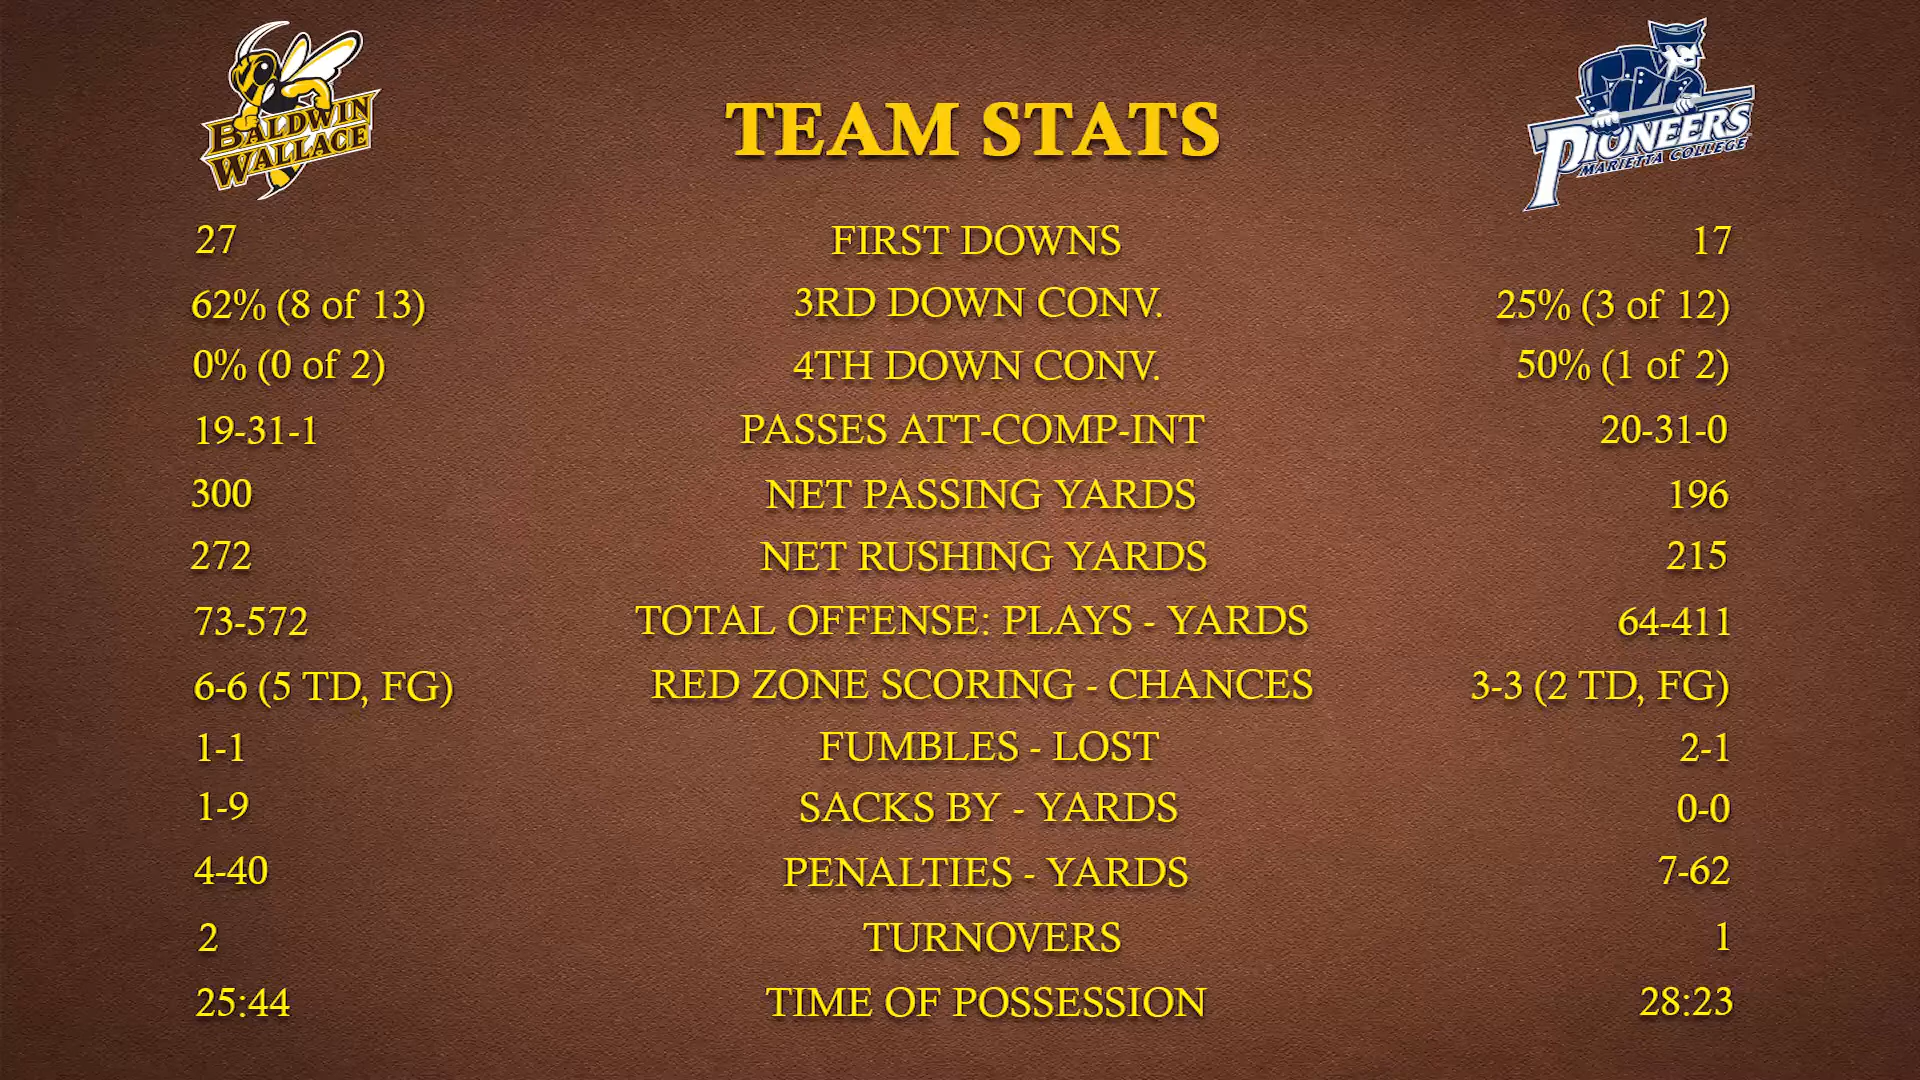 BALDWIN
WALLACE
PIONEERS
MARIETTA COLLEGE
TEAM STATS
27 FIRST DOWNS 17
62% (8 of 13) 3RD DOWN CONV. 25% (3 of 12)
0% (0 of 2) 4TH DOWN CONV. 50% (1 of 2)
19-31-1 PASSES ATT-COMP-INT 20-31-0
300 NET PASSING YARDS 196
272 NET RUSHING YARDS 215
73-572 TOTAL OFFENSE: PLAYS - YARDS 64-411
6-6 (5 TD, FG) RED ZONE SCORING - CHANCES 3-3 (2 TD, FG)
1-1 FUMBLES - LOST 2-1
1-9 SACKS BY - YARDS 0-0
4-40 PENALTIES - YARDS 7-62
2 TURNOVERS 1
25:44 TIME OF POSSESSION 28:23